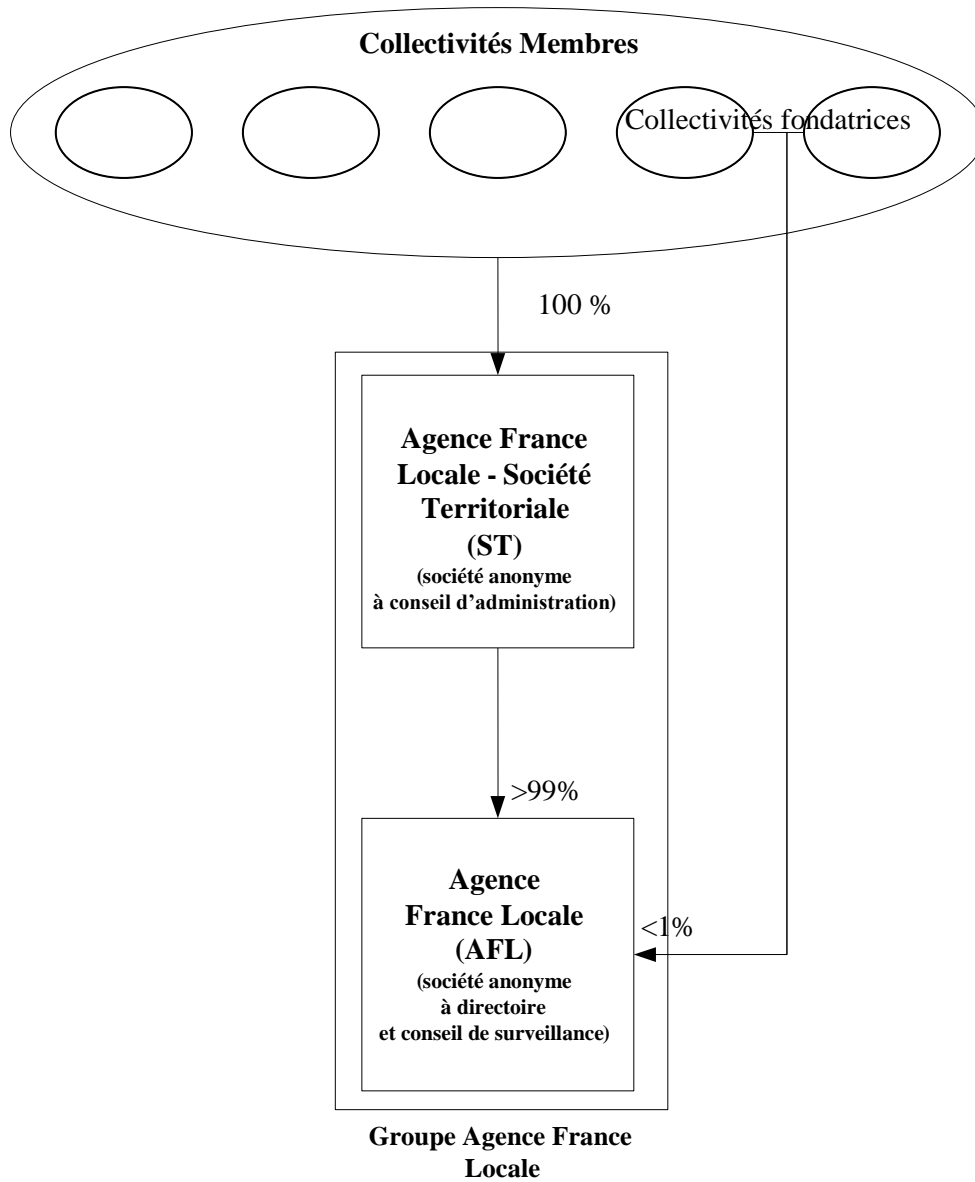 Collectivités Membres
Collectivités fondatrices
100 %
Agence France
Locale - Société
Territoriale
(ST)
(société anonyme
à conseil d’administration)
>99%
Agence
France Locale
(AFL)
(société anonyme
à directoire
et conseil de surveillance)
<1%
Groupe Agence France
Locale